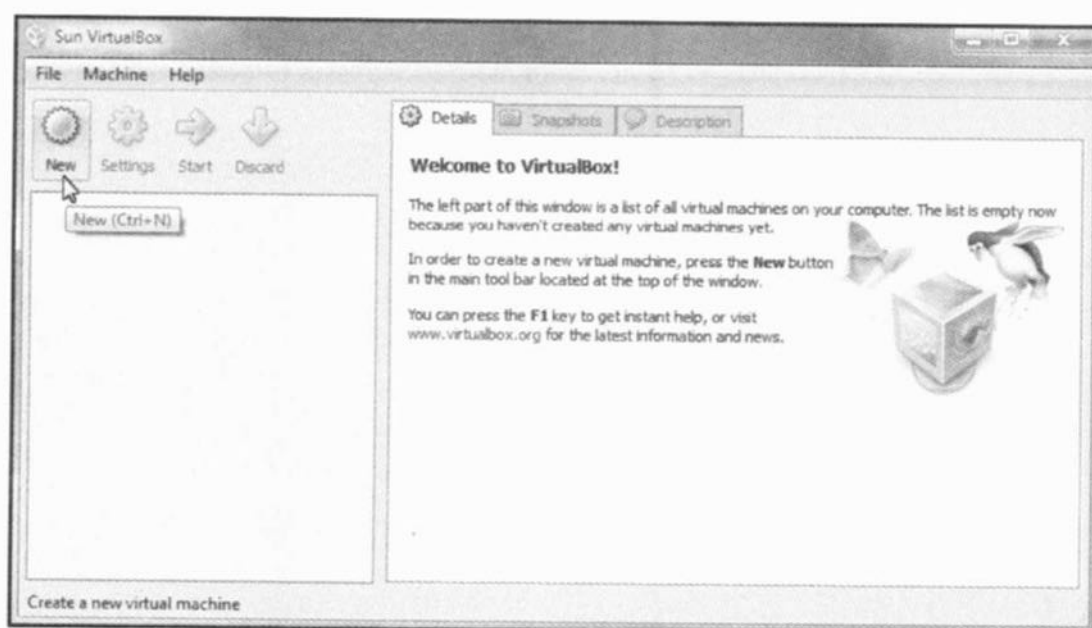 Sun VirtualBox
File Machine Help
New Settings Start Discard
New (Ctrl+N)
Details Snapshots Description
Welcome to VirtualBox!
The left part of this window is a list of all virtual machines on your computer. The list is empty now
because you haven't created any virtual machines yet.
In order to create a new virtual machine, press the New button
in the main tool bar located at the top of the window.
You can press the F1 key to get instant help, or visit
www.virtualbox.org for the latest information and news.
Create a new virtual machine